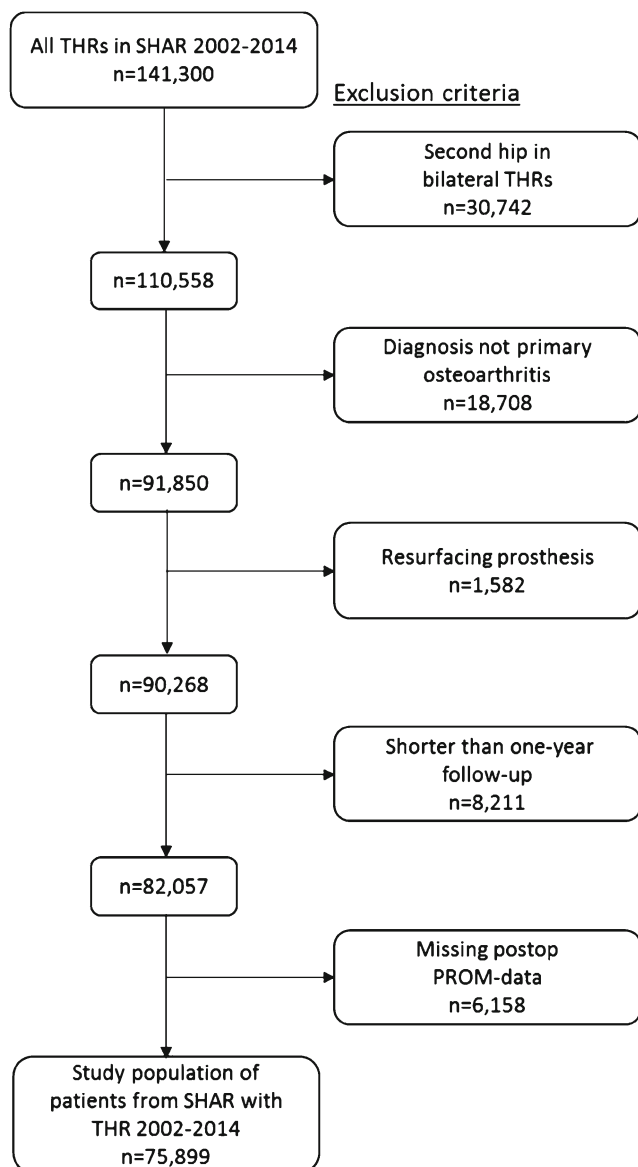 All THRs in SHAR 2002-2014
n=141,300
Exclusion criteria
Second hip in
bilateral THRs
n=30,742
n=110,558
Diagnosis not primary
osteoarthritis
n=18,708
n=91,850
Resurfacing prosthesis
n=1,582
n=90,268
Shorter than one-year
follow-up
n=8,211
n=82,057
Missing postop
PROM-data
n=6,158
Study population of
patients from SHAR with
THR 2002-2014
n=75,899